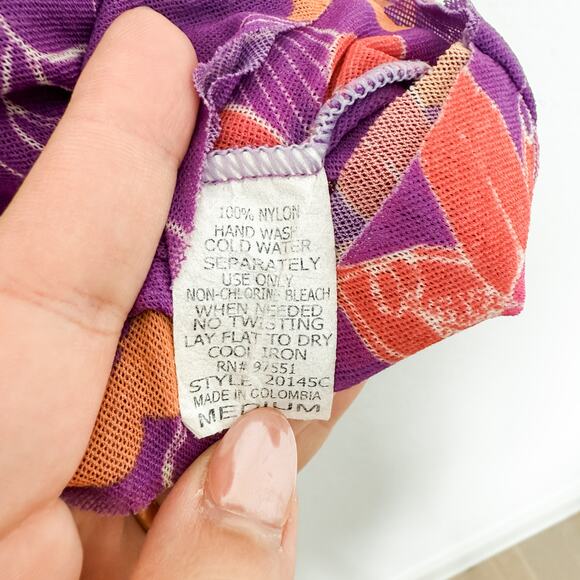 100% NYLON
HAND WASH
COLD WATER
SEPARATELY
USE ONLY
NON-CHLORINE BLEACH
WHEN NEEDED
NO TWISTING
LAY FLAT TO DRY
COOL IRON
RN# 97551
STYLE 20145C
MADE IN COLOMBIA
MEDIUM